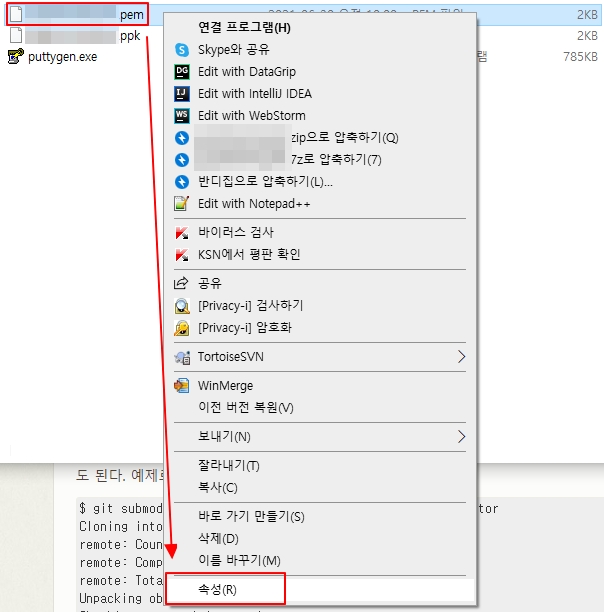 pem
2KB
ppk
2KB
puttygen.exe
램
785KB
연결 프로그램(H)
Skype와 공유
Edit with DataGrip
Edit with IntelliJ IDEA
Edit with WebStorm
zip으로 압축하기(Q)
7z로 압축하기(7)
반디집으로 압축하기(L)...
Edit with Notepad++
바이러스 검사
KSN에서 평판 확인
공유
[Privacy-i] 검사하기
[Privacy-i] 암호화
TortoiseSVN
WinMerge
이전 버전 복원(V)
보내기(N)
잘라내기(T)
복사(C)
바로 가기 만들기(S)
삭제(D)
이름 바꾸기(M)
속성(R)
도 된다. 예제로
$ git submod
tor
Cloning into
remote: Coun
remote: Comp
remote: Tota
Unpacking ob